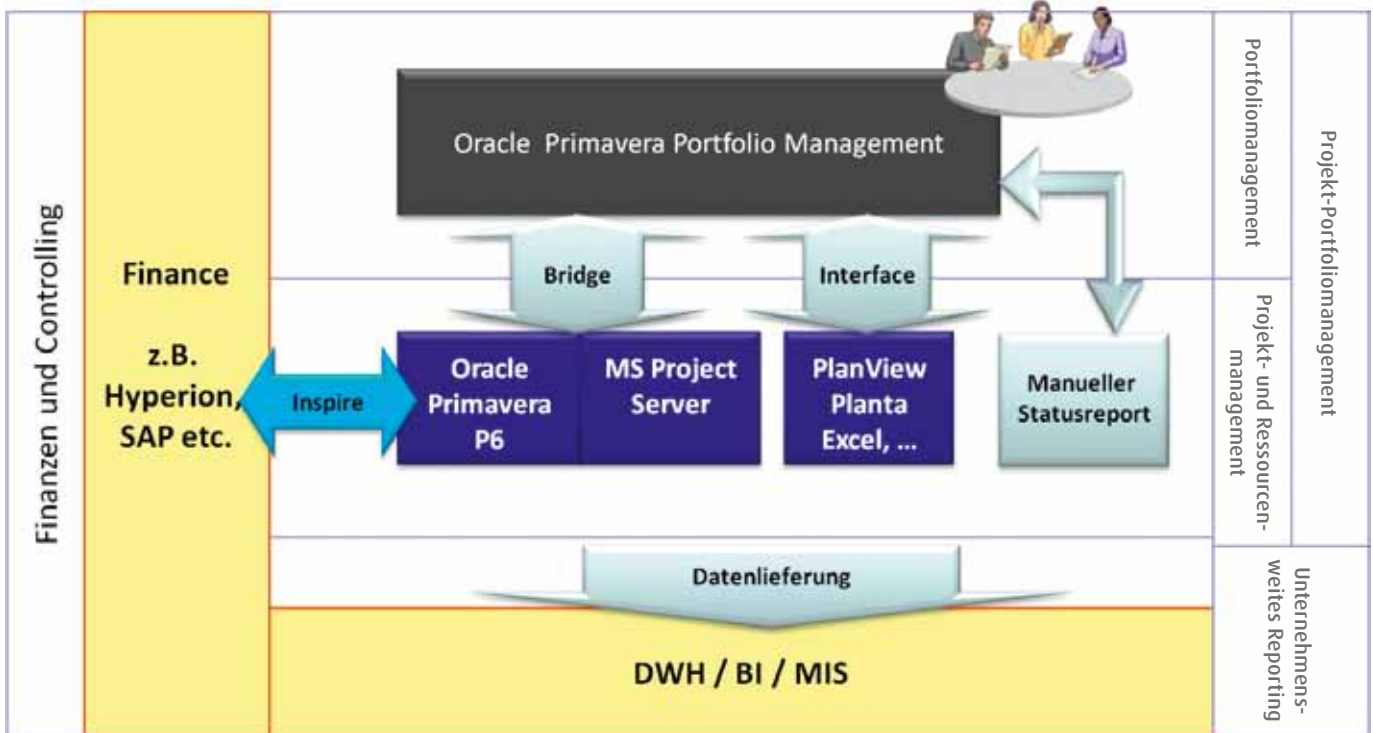 Finanzen und Controlling
Finance
z.B.
Hyperion,
SAP etc.
Oracle Primavera Portfolio Management
Bridge
Interface
Inspire
Oracle
Primavera
P6
MS Project
Server
PlanView
Planta
Excel, ...
Manueller
Statusreport
Datenlieferung
DWH / BI / MIS
Portfoliomanagement
Projekt- und Ressourcen-
management
Projekt-Portfoliomanagement
Unternehmens-
weites Reporting